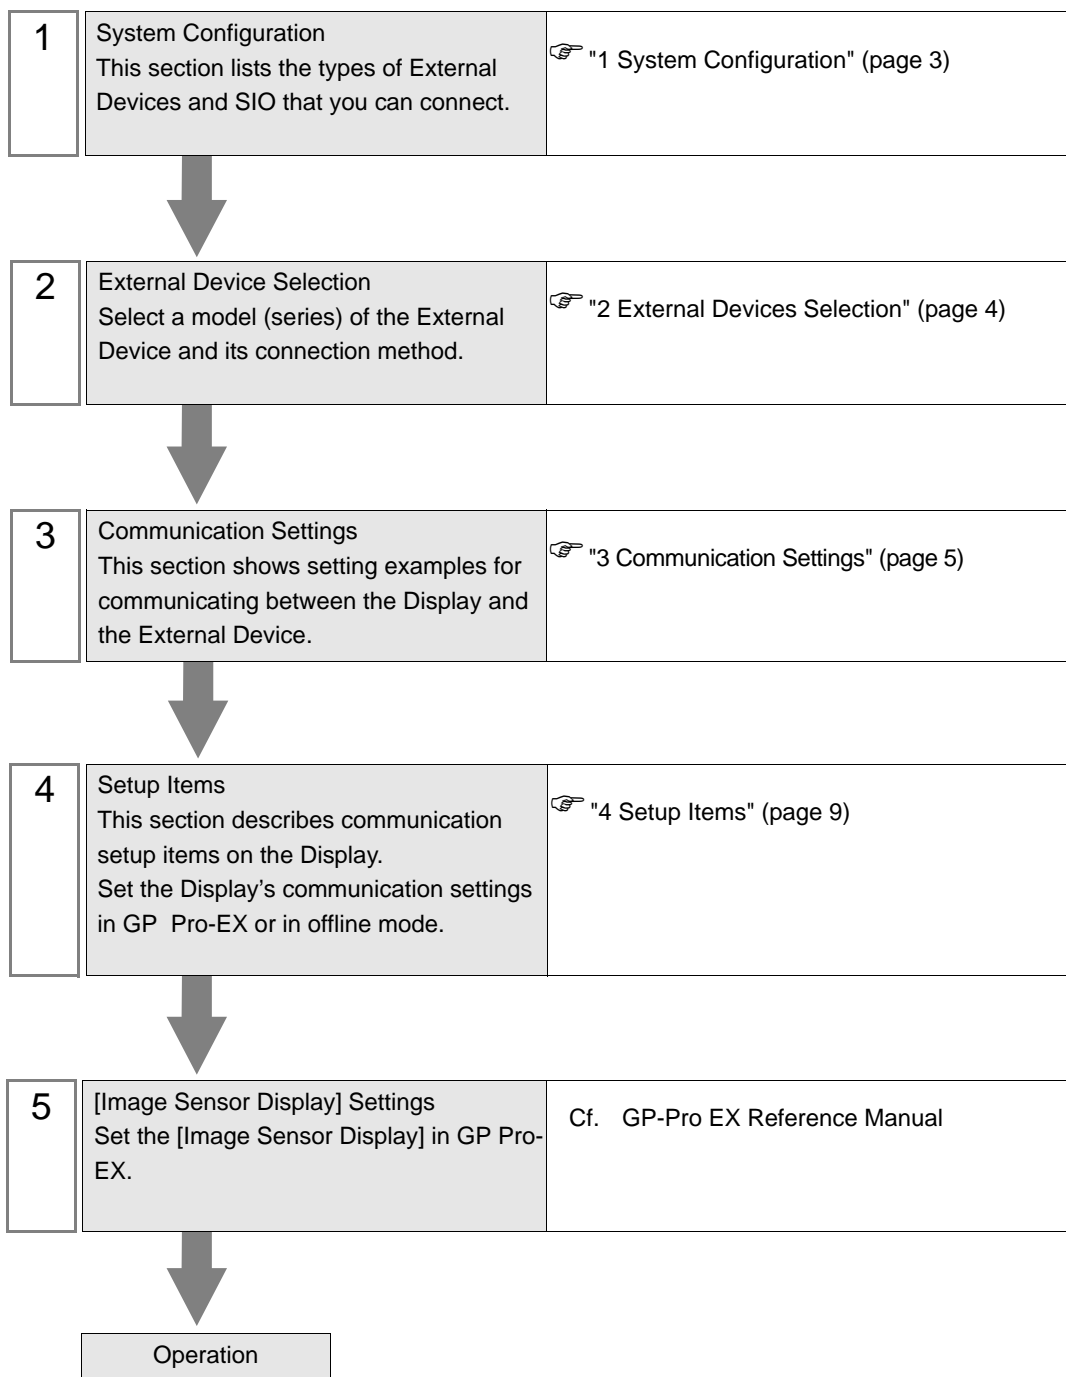 1
System Configuration
This section lists the types of External
Devices and SIO that you can connect.
"1 System Configuration" (page 3)
2
External Device Selection
Select a model (series) of the External
Device and its connection method.
"2 External Devices Selection" (page 4)
3
Communication Settings
This section shows setting examples for
communicating between the Display and
the External Device.
"3 Communication Settings" (page 5)
4
Setup Items
This section describes communication
setup items on the Display.
Set the Display's communication settings
in GP  Pro-EX or in offline mode.
"4 Setup Items" (page 9)
5
[Image Sensor Display] Settings
Set the [Image Sensor Display] in GP Pro-
EX.
Cf.   GP-Pro EX Reference Manual
Operation